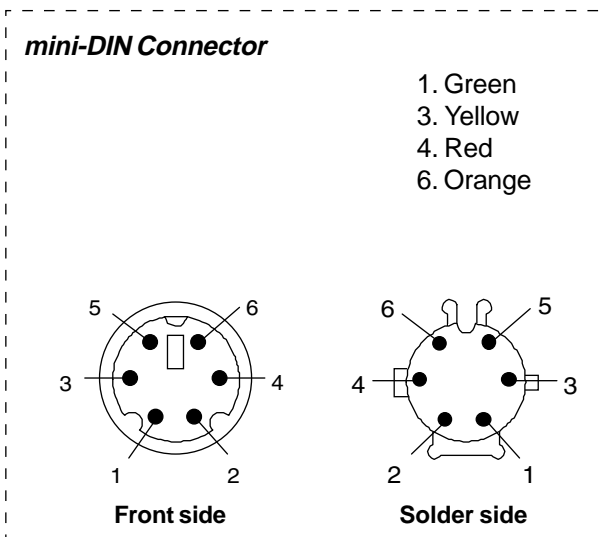 mini-DIN Connector
1. Green
3. Yellow
4. Red
6. Orange
5 6 6 5
3 4 4 3
1 2 2 1
Front side Solder side